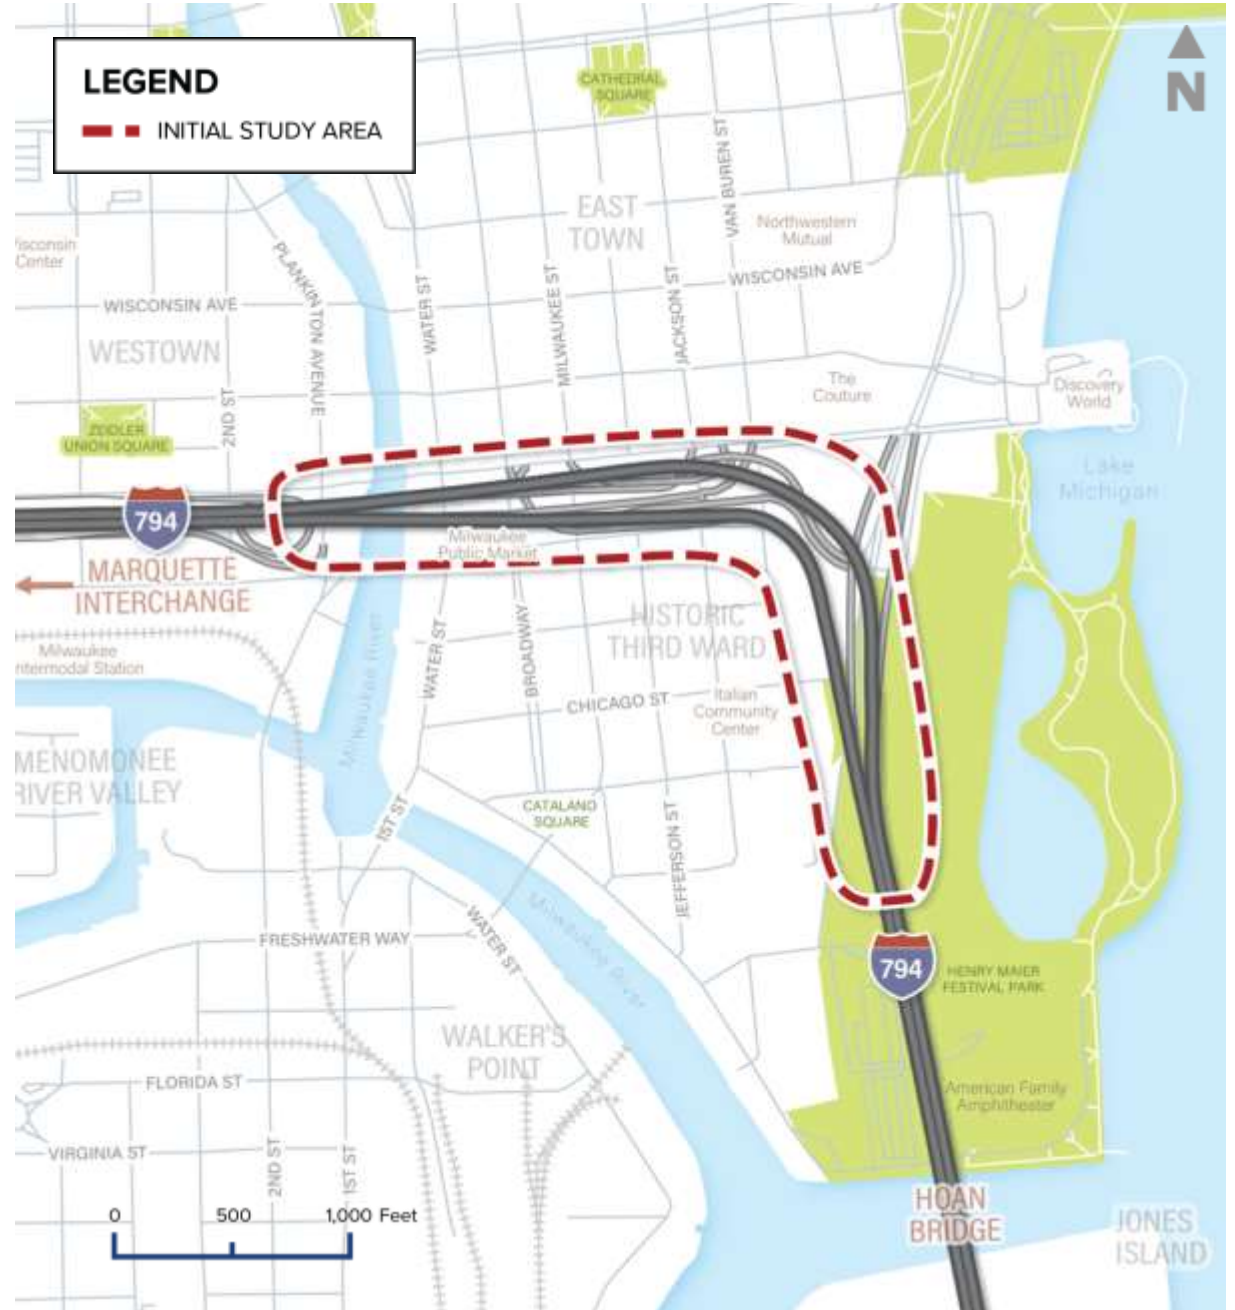 LEGEND
INITIAL STUDY AREA
N
CATHEDRAL
SQUARE
VAN BUREN ST
EAST
TOWN
Northwestern
Mutual
isconsin
Center
PLANKINTON AVENUE
WISCONSIN AVE
WISCONSIN AVE
WATER ST
MILWAUKEE ST
JACKSON ST
WESTOWN
2ND ST
The
Couture
Discovery
World
ZEIDLER
UNION SQUARE
Lake
Michigan
794
Milwaukee
Public Market
MARQUETTE
INTERCHANGE
HISTORIC
THIRD WARD
Milwaukee
ntermodal Station
Milwaukee River
WATER ST
BROADWAY
CHICAGO ST
Italian
Community
Center
MENOMONEE
RIVER VALLEY
1ST ST
CATALANO
SQUARE
JEFFERSON ST
Milwaukee River
FRESHWATER WAY
WATER ST
794
HENRY MAIER
FESTIVAL PARK
WALKER'S
POINT
FLORIDA ST
American Family
Amphitheater
VIRGINIA ST
2ND ST
1ST ST
0 500 1,000 Feet
HOAN
BRIDGE
JONES
ISLAND